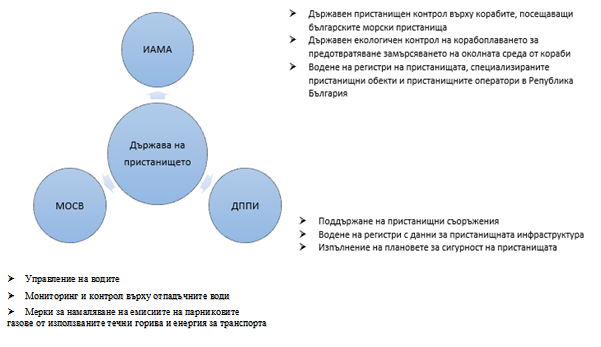 ИАМА
Държава на
пристанището
МОСВ
ДППИ
➢ Държавен пристанищен контрол върху корабите, посещаващи
българските морски пристанища
➢ Държавен екологичен контрол на корабоплаването за
предотвратяване замърсяването на околната среда от кораби
➢ Водене на регистри на пристанищата, специализираните
пристанищни обекти и пристанищните оператори в Република
България
➢ Поддържане на пристанищни съоръжения
➢ Водене на регистри с данни за пристанищната инфраструктура
➢ Изпълнение на плановете за сигурност на пристанищата
➢ Управление на водите
➢ Мониторинг и контрол върху отпадъчните води
➢ Мерки за намаляване на емисиите на парниковите
газове от използваните течни горива и енергия за транспорта